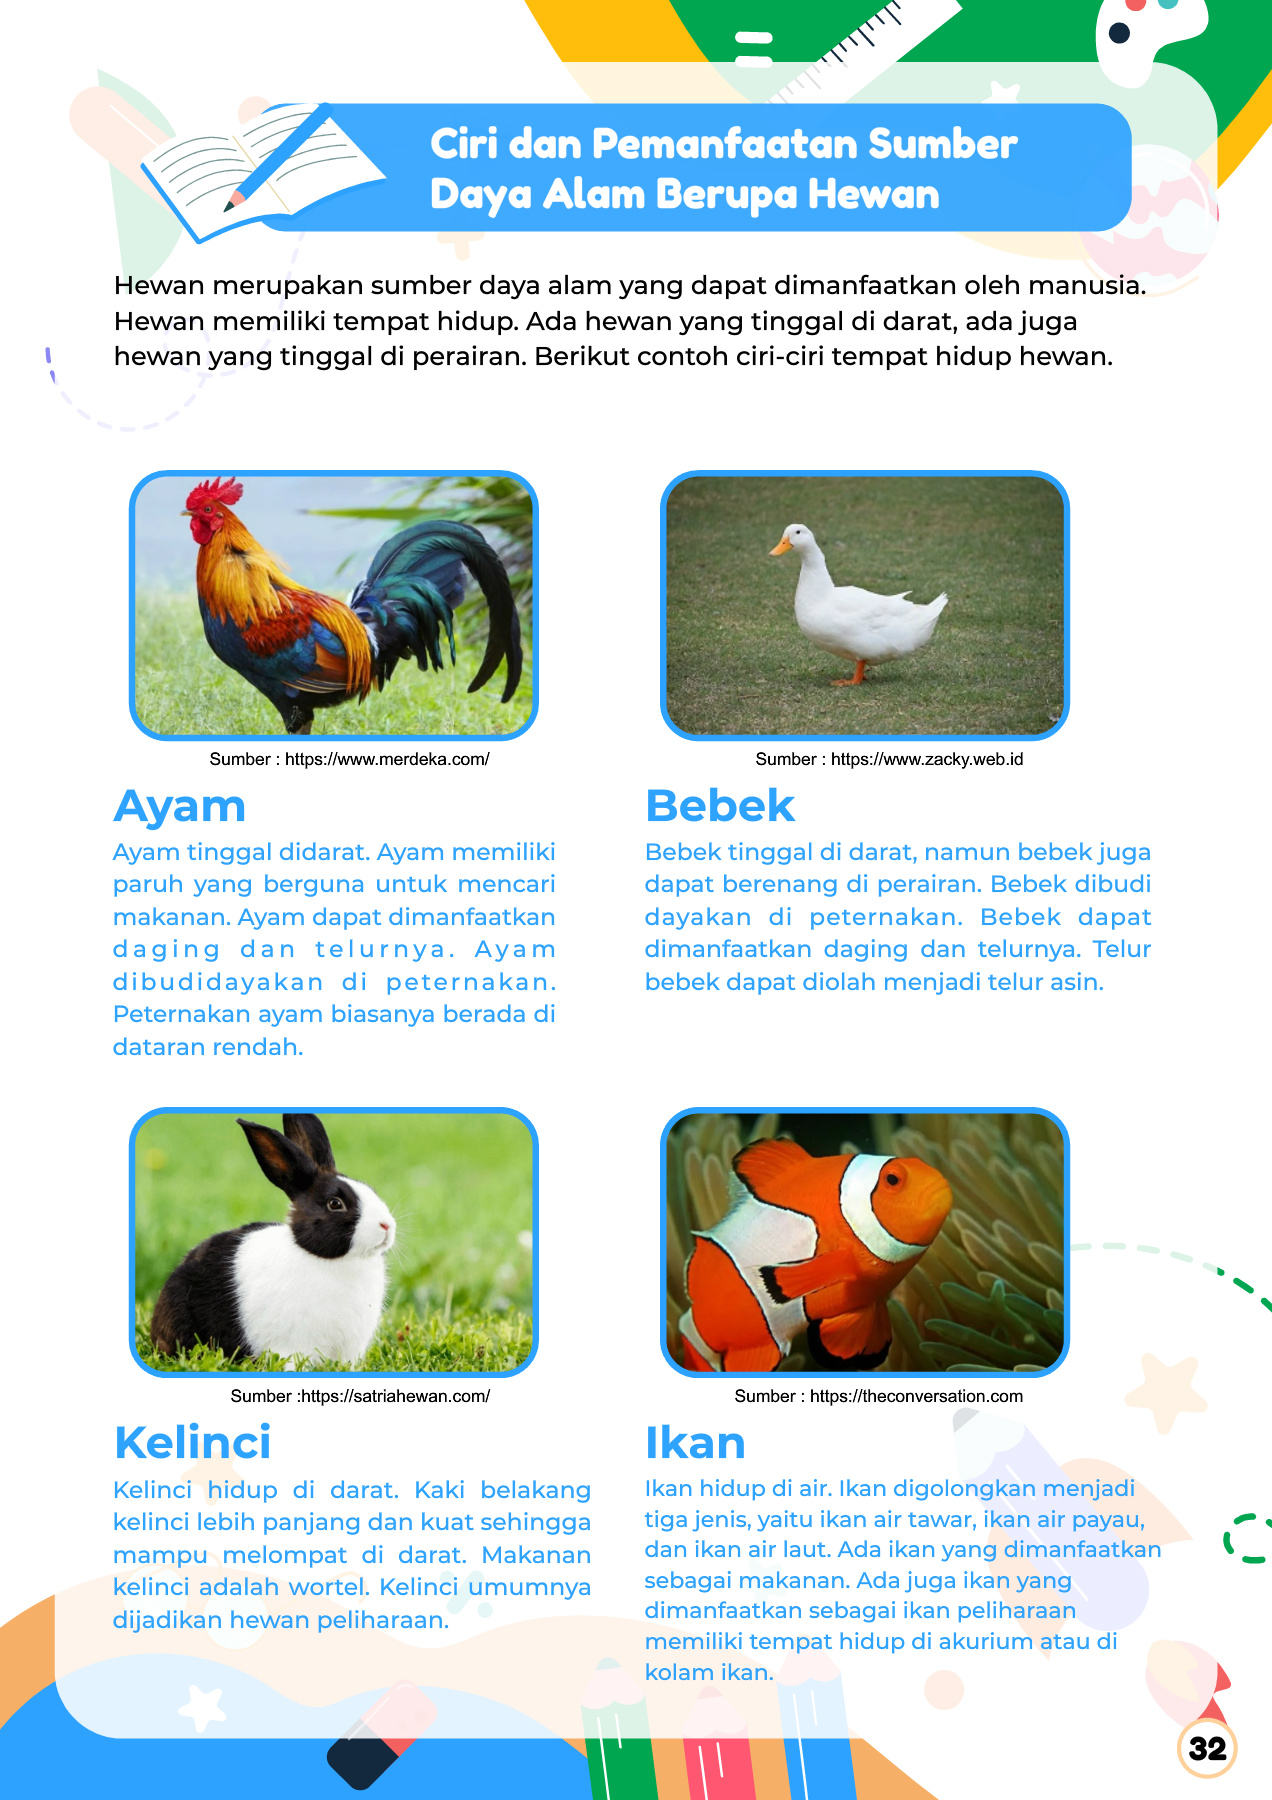 Ciri dan Pemanfaatan Sumber
Daya Alam Berupa Hewan
Hewan merupakan sumber daya alam yang dapat dimanfaatkan oleh manusia.
Hewan memiliki tempat hidup. Ada hewan yang tinggal di darat, ada juga
hewan yang tinggal di perairan. Berikut contoh ciri-ciri tempat hidup hewan.
Sumber : https://www.merdeka.com/
Ayam
Ayam tinggal didarat. Ayam memiliki
paruh yang berguna untuk mencari
makanan. Ayam dapat dimanfaatkan
daging dan telurnya. Ayam
dibudidayakan di peternakan.
Peternakan ayam biasanya berada di
dataran rendah.
Sumber : https://www.zacky.web.id
Bebek
Bebek tinggal di darat, namun bebek juga
dapat berenang di perairan. Bebek dibudi
dayakan di peternakan. Bebek dapat
dimanfaatkan daging dan telurnya. Telur
bebek dapat diolah menjadi telur asin.
Sumber :https://satriahewan.com/
Kelinci
Kelinci hidup di darat. Kaki belakang
kelinci lebih panjang dan kuat sehingga
mampu melompat di darat. Makanan
kelinci adalah wortel. Kelinci umumnya
dijadikan hewan peliharaan.
Sumber : https://theconversation.com
Ikan
Ikan hidup di air. Ikan digolongkan menjadi
tiga jenis, yaitu ikan air tawar, ikan air payau,
dan ikan air laut. Ada ikan yang dimanfaatkan
sebagai makanan. Ada juga ikan yang
dimanfaatkan sebagai ikan peliharaan
memiliki tempat hidup di akurium atau di
kolam ikan.
32